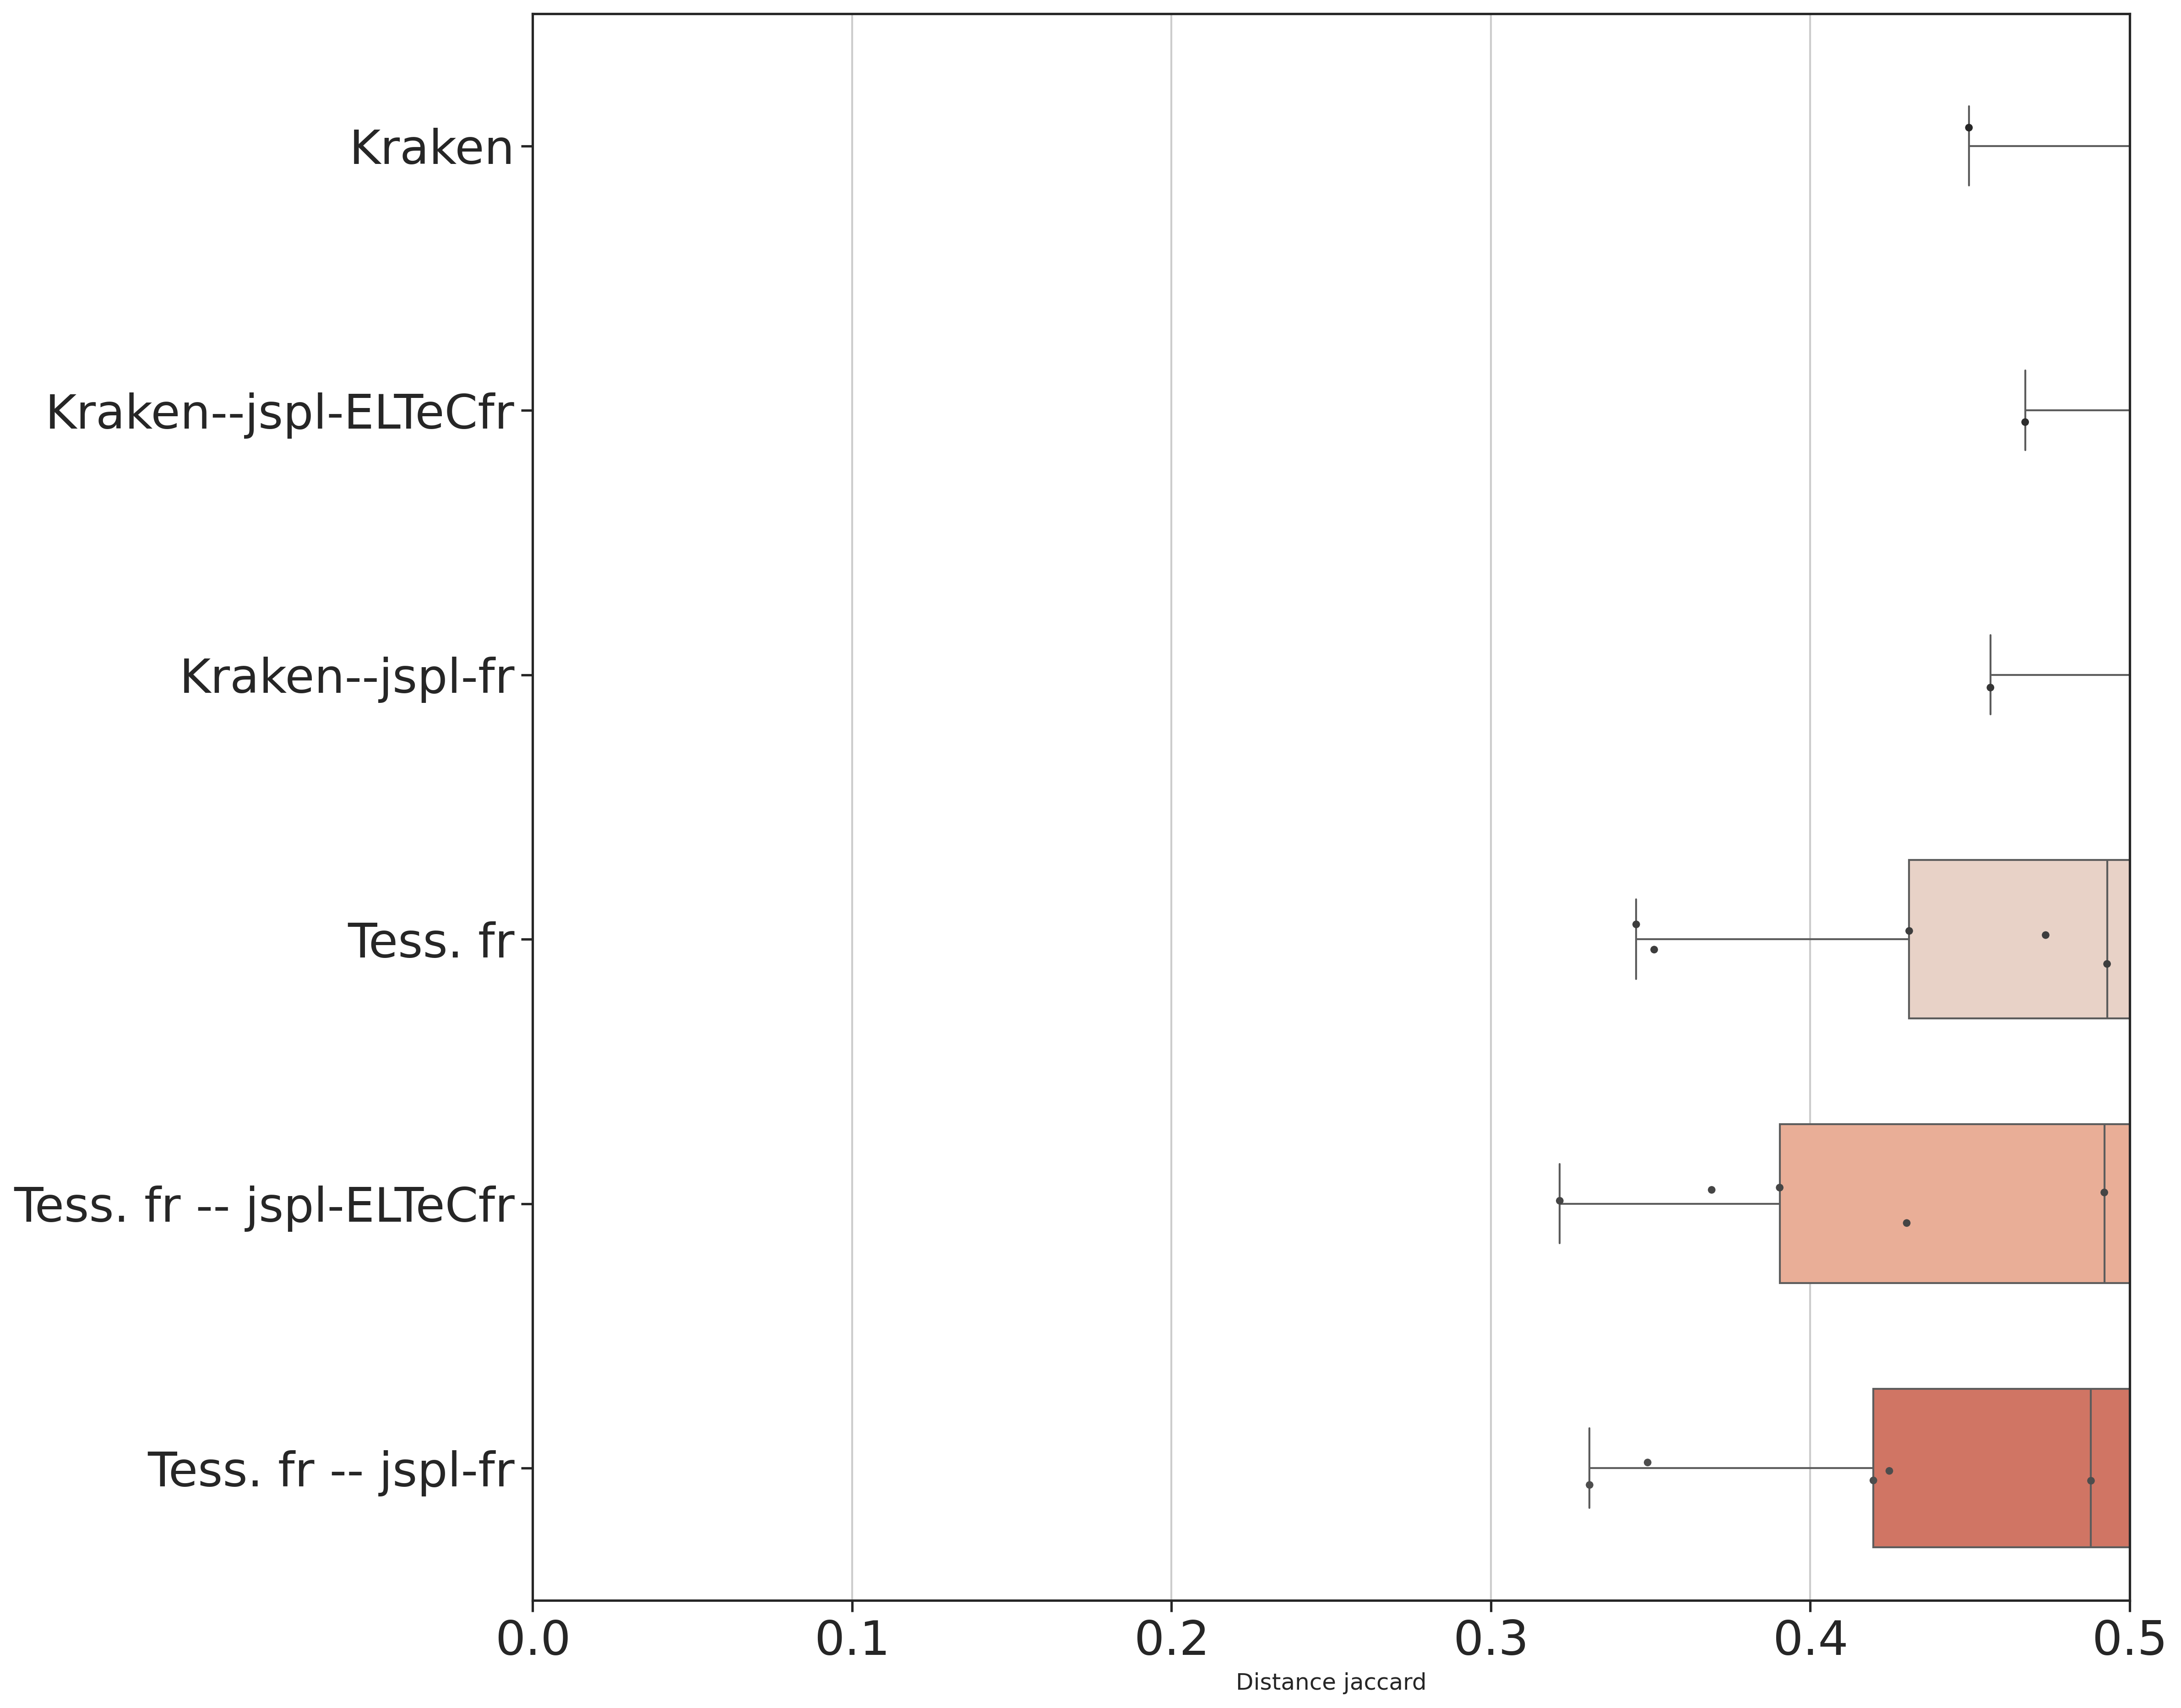 Kraken
Kraken--jspl-ELTeCfr
Kraken--jspl-fr
Tess. fr
Tess. fr -- jspl-ELTeCfr
Tess. fr -- jspl-fr
0.0 0.1 0.2 0.3 0.4 0.5
Distance jaccard